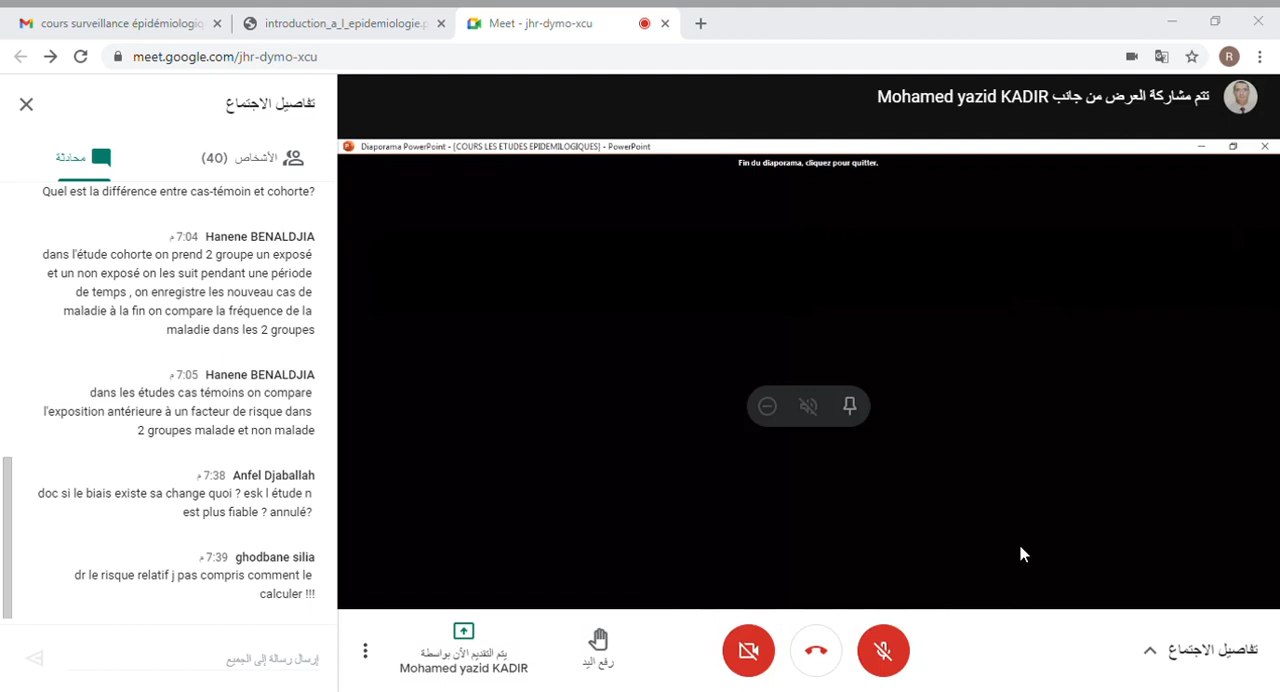 cours surveillance épidémiologiq
introduction_a_l_epidemiologie.p
Meet - jhr-dymo-xcu
meet.google.com/jhr-dymo-xcu
R
تفاصيل الاجتماع
الأشخاص (40)
محادثة
Quel est la différence entre cas-témoin et cohorte?
Hanene BENALDJIA 7:04 م
dans l'étude cohorte on prend 2 groupe un exposé
et un non exposé on les suit pendant une période
de temps , on enregistre les nouveau cas de
maladie à la fin on compare la fréquence de la
maladie dans les 2 groupes
Hanene BENALDJIA 7:05 م
dans les études cas témoins on compare
l'exposition antérieure à un facteur de risque dans
2 groupes malade et non malade
Anfel Djaballah 7:38 م
doc si le biais existe sa change quoi ? esk l étude n
est plus fiable ? annulé?
ghodbane silia 7:39 م
dr le risque relatif j pas compris comment le
calculer !!!
إرسال رسالة إلى الجميع
تتم مشاركة العرض من جانب Mohamed yazid KADIR
Diaporama PowerPoint - [COURS LES ETUDES EPIDEMILOGIQUES] - PowerPoint
Fin du diaporama, cliquez pour quitter.
يتم التقديم الآن بواسطة
Mohamed yazid KADIR
رفع اليد
تفاصيل الاجتماع